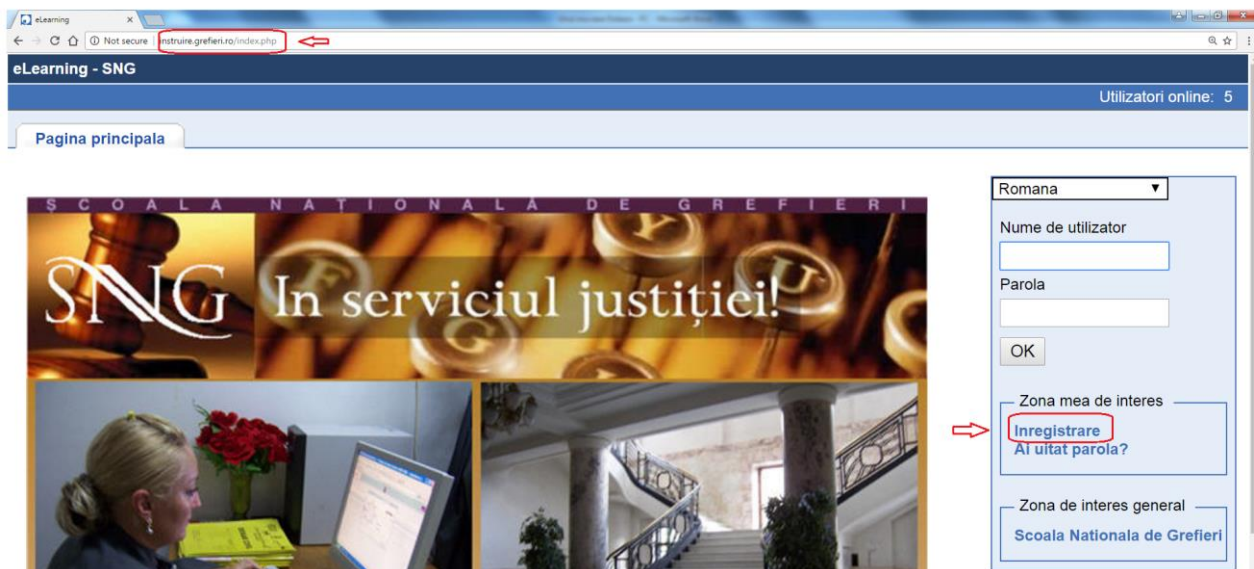 eLearning
Not secure | instruire.grefieri.ro/index.php
eLearning - SNG
Utilizatori online: 5
Pagina principala
ȘCOALA NAȚIONALĂ DE GREFIERI
SNG In serviciul justiției!
Romana
Nume de utilizator
Parola
OK
Zona mea de interes
Inregistrare
Ai uitat parola?
Zona de interes general
Scoala Nationala de Grefieri